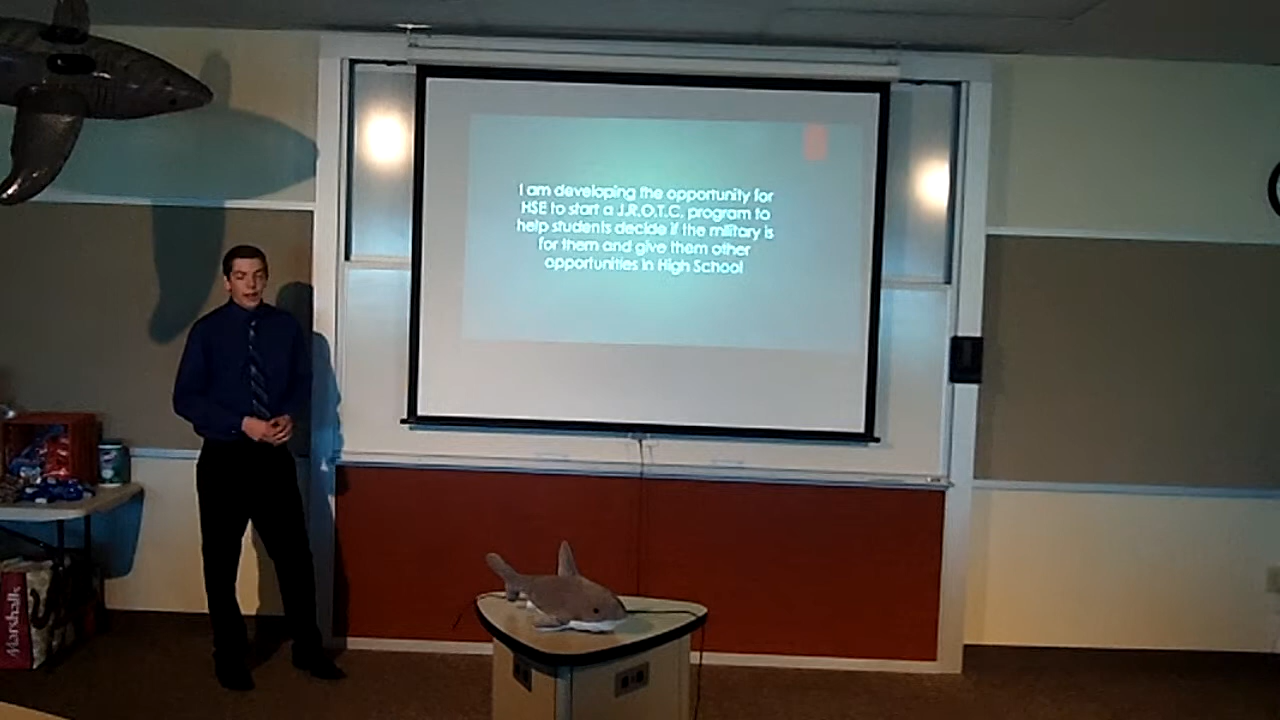 I am developing the opportunity for
HSE to start a J.R.O.T.C. program to
help students decide if the military is
for them and give them other
opportunities in High School
Marshalls